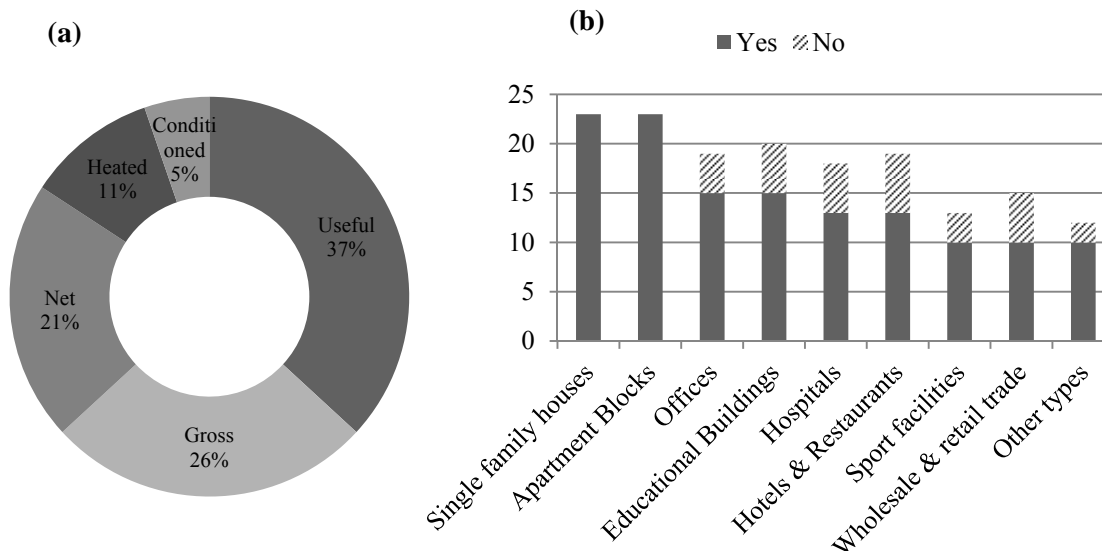 (a)
Conditi
oned
5%
Heated
11%
Useful
37%
Net
21%
Gross
26%
(b)
Yes No
25
20
15
10
5
0
Single family houses
Apartment Blocks
Offices
Educational Buildings
Hospitals
Hotels & Restaurants
Sport facilities
Wholesale & retail trade
Other types